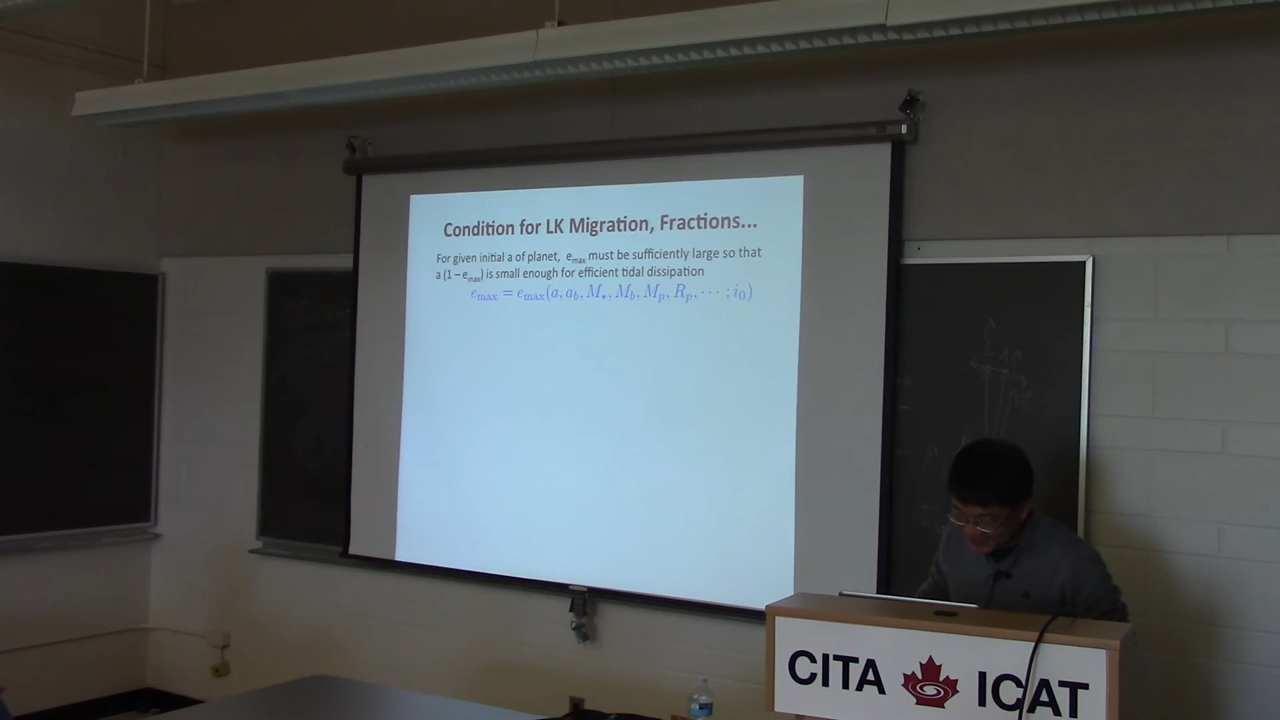 Condition for LK Migration, Fractions...
For given initial a of planet, e_max must be sufficiently large so that
a (1 – e_max) is small enough for efficient tidal dissipation
e_max = e_max(a, a_b, M_*, M_b, M_p, R_p, ⋯ ; i_0)
CITA ICAT